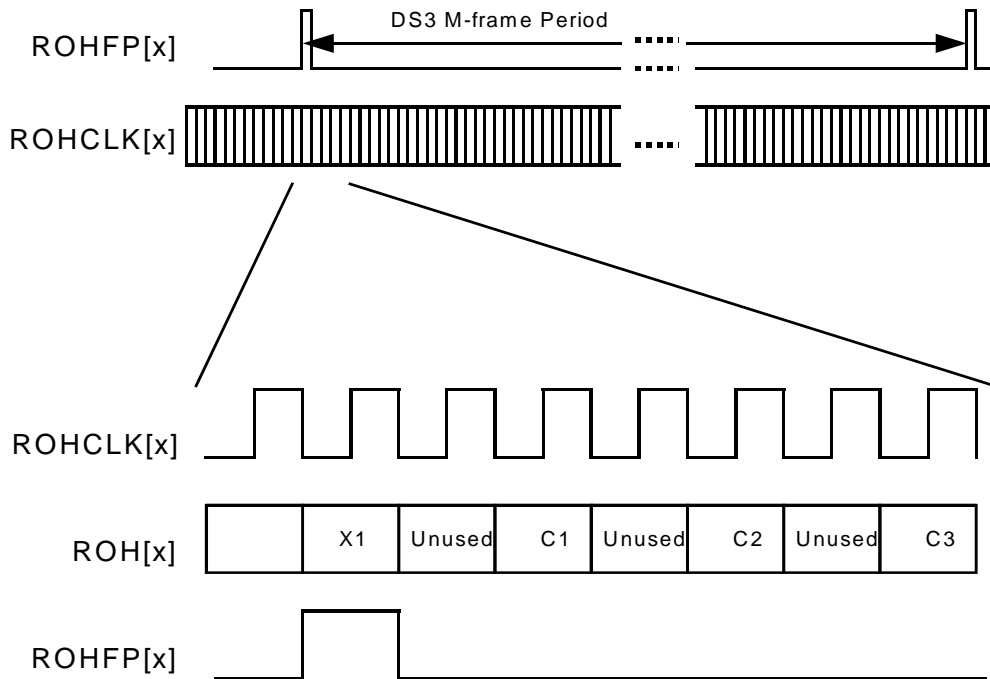 DS3 M-frame Period
ROHFP[x]
ROHCLK[x]
ROHCLK[x]
ROH[x]
X1 Unused C1 Unused C2 Unused C3
ROHFP[x]